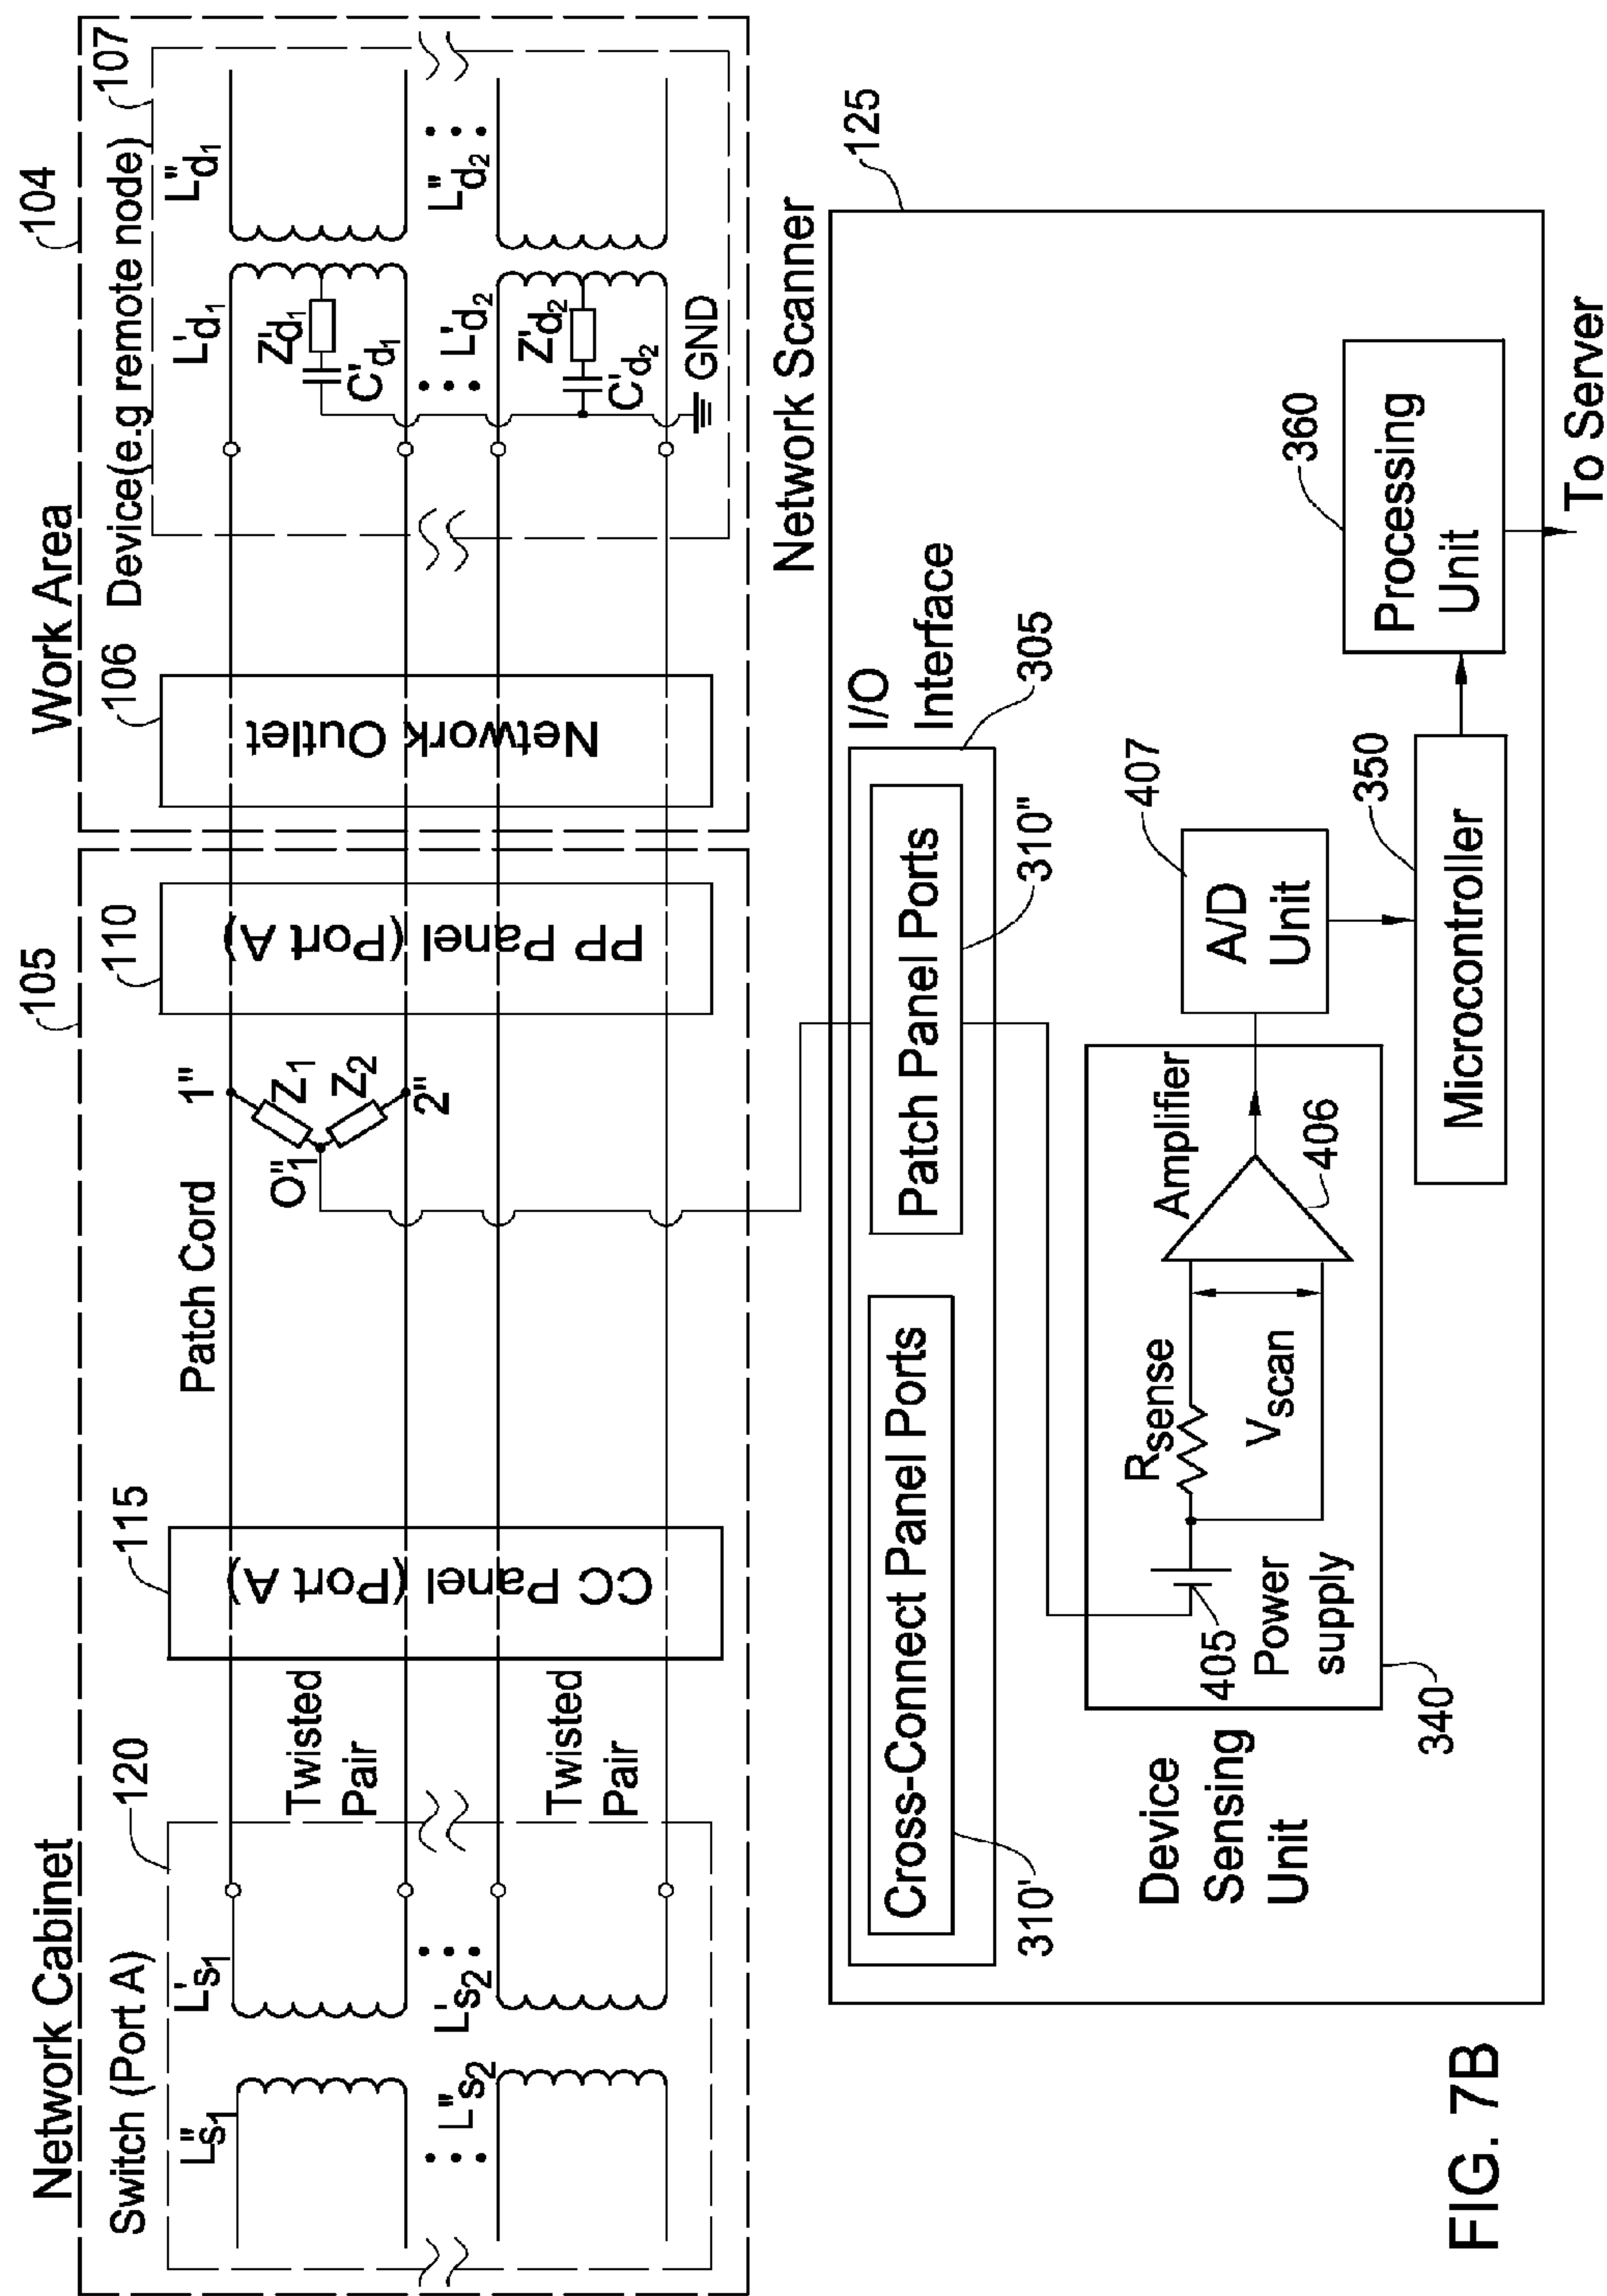 Network Cabinet
Work Area
105
104
Switch (Port A)
120
115
Patch Cord
110
106
Device(e.g remote node)
107
L"s1
L's1
Twisted
Pair
CC Panel (Port A)
1"
Z1
Z2
O"1
2"
PP Panel (Port A)
Network Outlet
L'd1
L"d1
Z'd1
C'd1
L"s2
L's2
Twisted
Pair
L'd2
L"d2
Z'd2
C'd2
GND
Network Scanner
125
I/O
Interface
305
Cross-Connect Panel Ports
Patch Panel Ports
310'
310"
Device
Sensing
Unit
340
405
Power
supply
Rsense
Vscan
Amplifier
406
A/D
Unit
407
Microcontroller
350
Processing
Unit
360
To Server
FIG. 7B